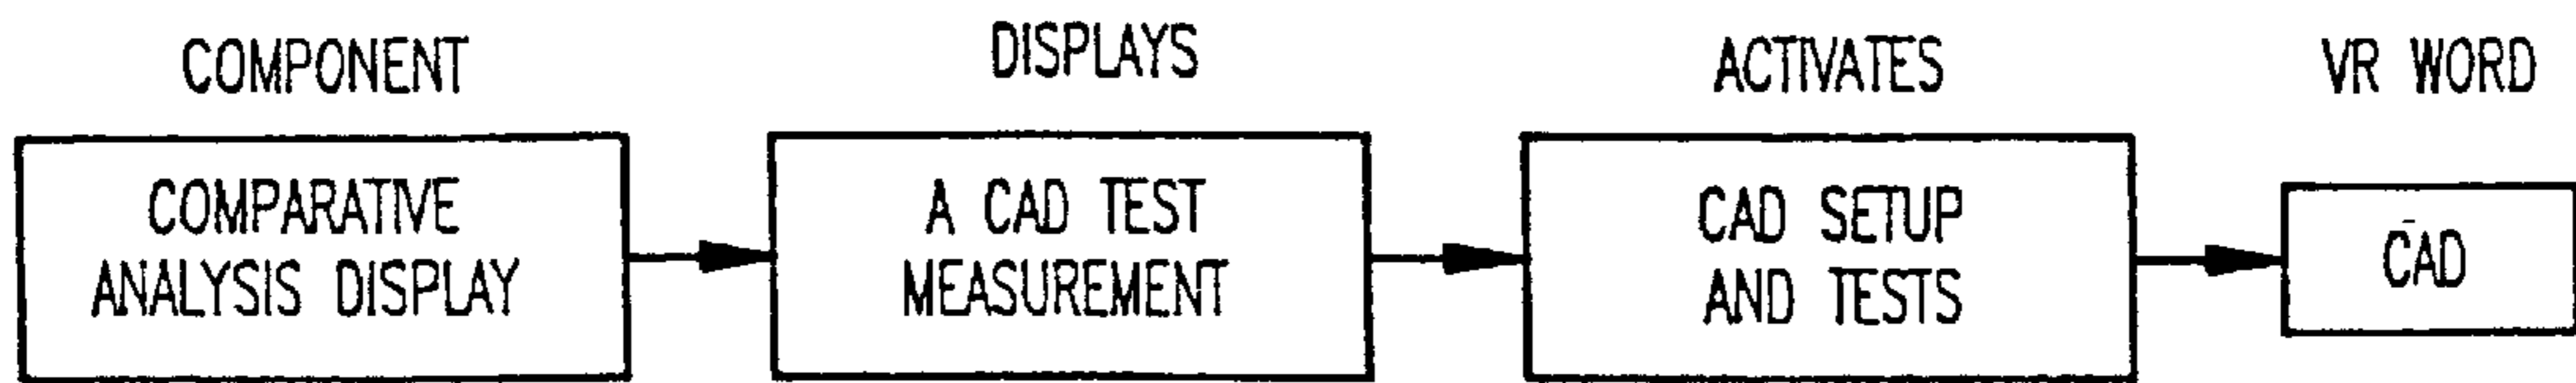 COMPONENT
DISPLAYS
ACTIVATES
VR WORD
COMPARATIVE
ANALYSIS DISPLAY
A CAD TEST
MEASUREMENT
CAD SETUP
AND TESTS
CAD